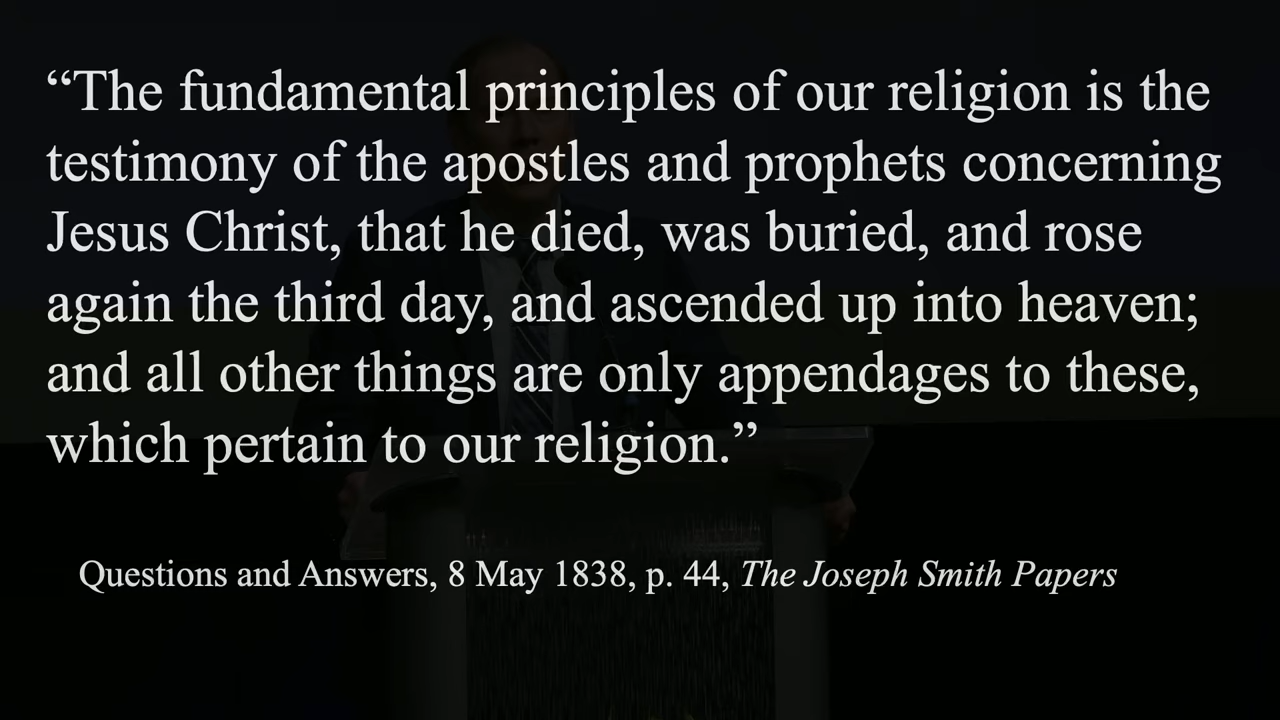 “The fundamental principles of our religion is the
testimony of the apostles and prophets concerning
Jesus Christ, that he died, was buried, and rose
again the third day, and ascended up into heaven;
and all other things are only appendages to these,
which pertain to our religion.”
Questions and Answers, 8 May 1838, p. 44, The Joseph Smith Papers